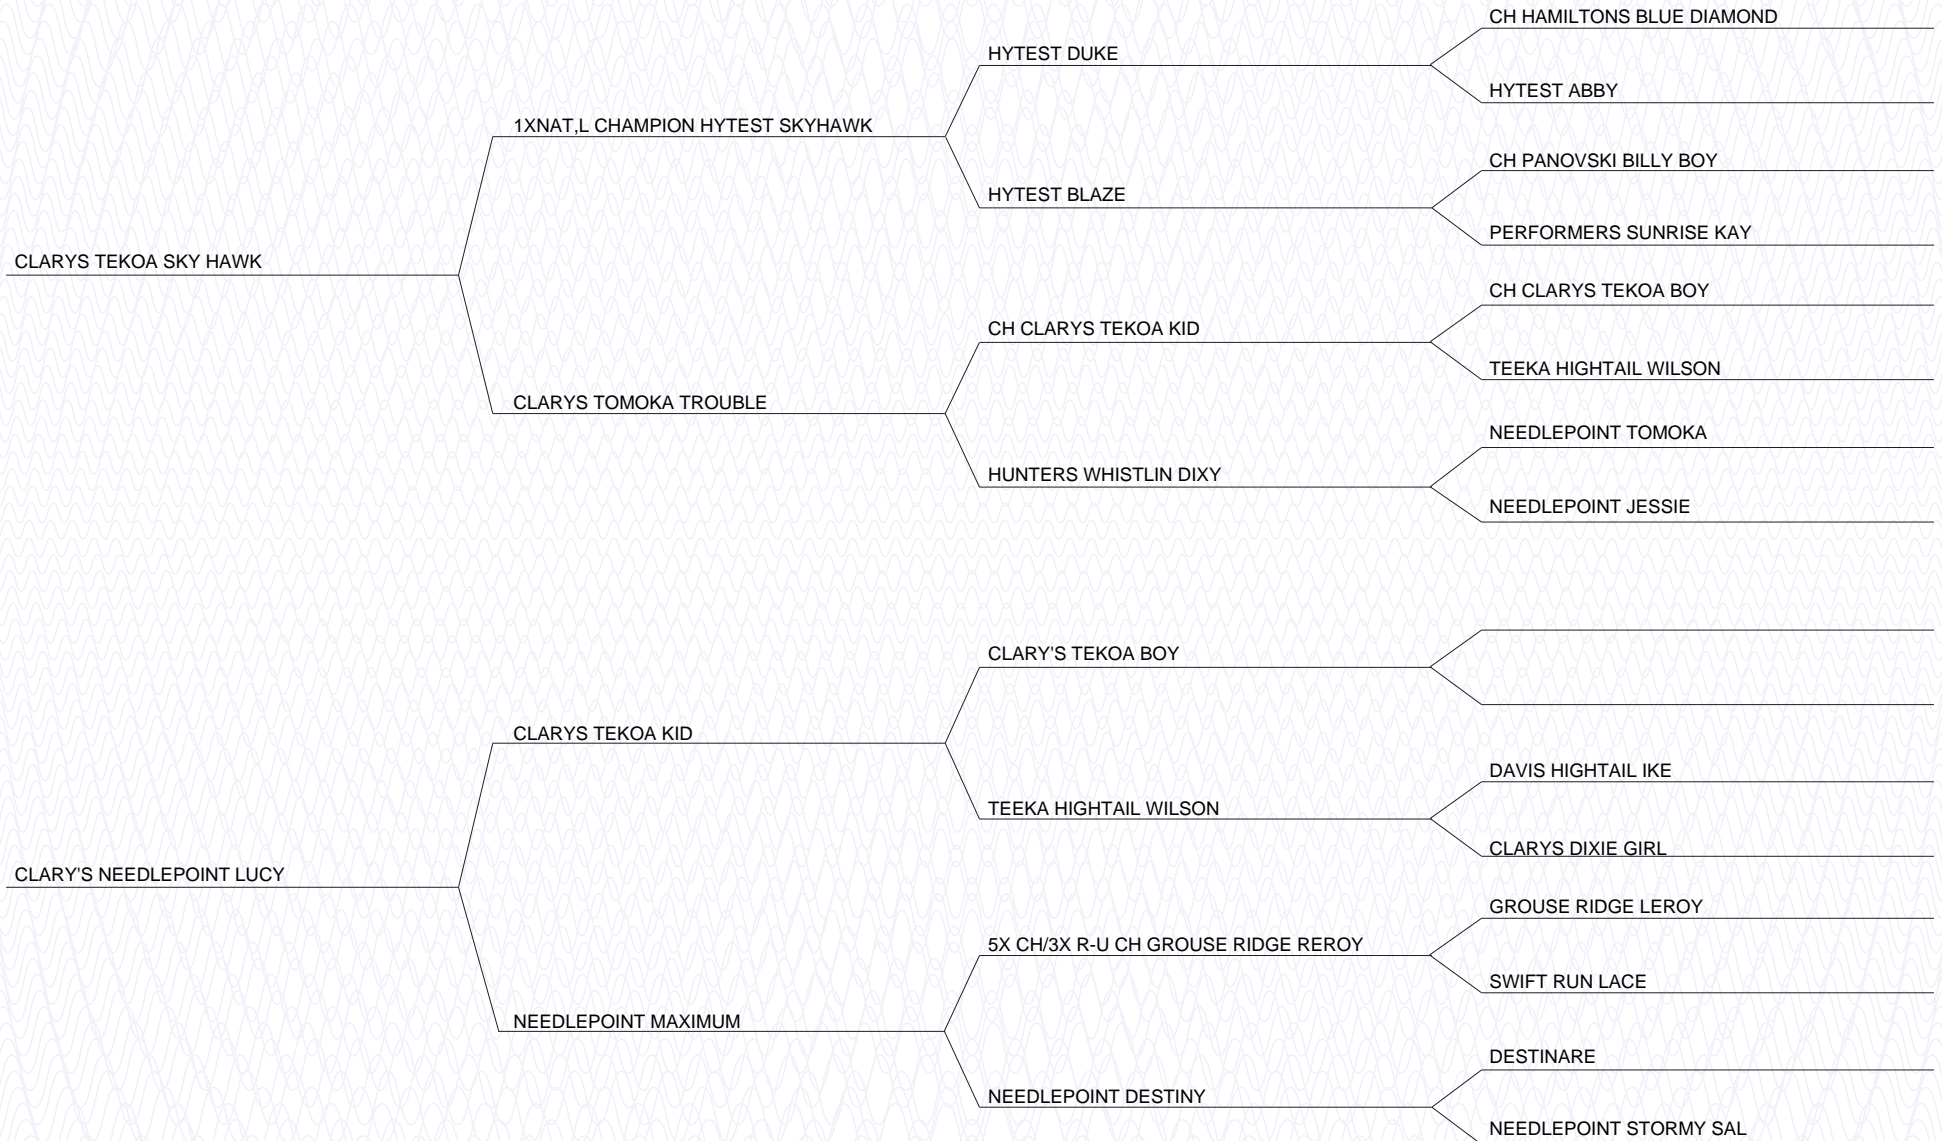 CH HAMILTONS BLUE DIAMOND
HYTEST DUKE
HYTEST ABBY
1XNAT,L CHAMPION HYTEST SKYHAWK
CH PANOVSKI BILLY BOY
HYTEST BLAZE
PERFORMERS SUNRISE KAY
CLARYS TEKOA SKY HAWK
CH CLARYS TEKOA BOY
CH CLARYS TEKOA KID
TEEKA HIGHTAIL WILSON
CLARYS TOMOKA TROUBLE
NEEDLEPOINT TOMOKA
HUNTERS WHISTLIN DIXY
NEEDLEPOINT JESSIE
CLARY'S TEKOA BOY
CLARYS TEKOA KID
DAVIS HIGHTAIL IKE
TEEKA HIGHTAIL WILSON
CLARYS DIXIE GIRL
CLARY'S NEEDLEPOINT LUCY
GROUSE RIDGE LEROY
5X CH/3X R-U CH GROUSE RIDGE REROY
SWIFT RUN LACE
NEEDLEPOINT MAXIMUM
DESTINARE
NEEDLEPOINT DESTINY
NEEDLEPOINT STORMY SAL